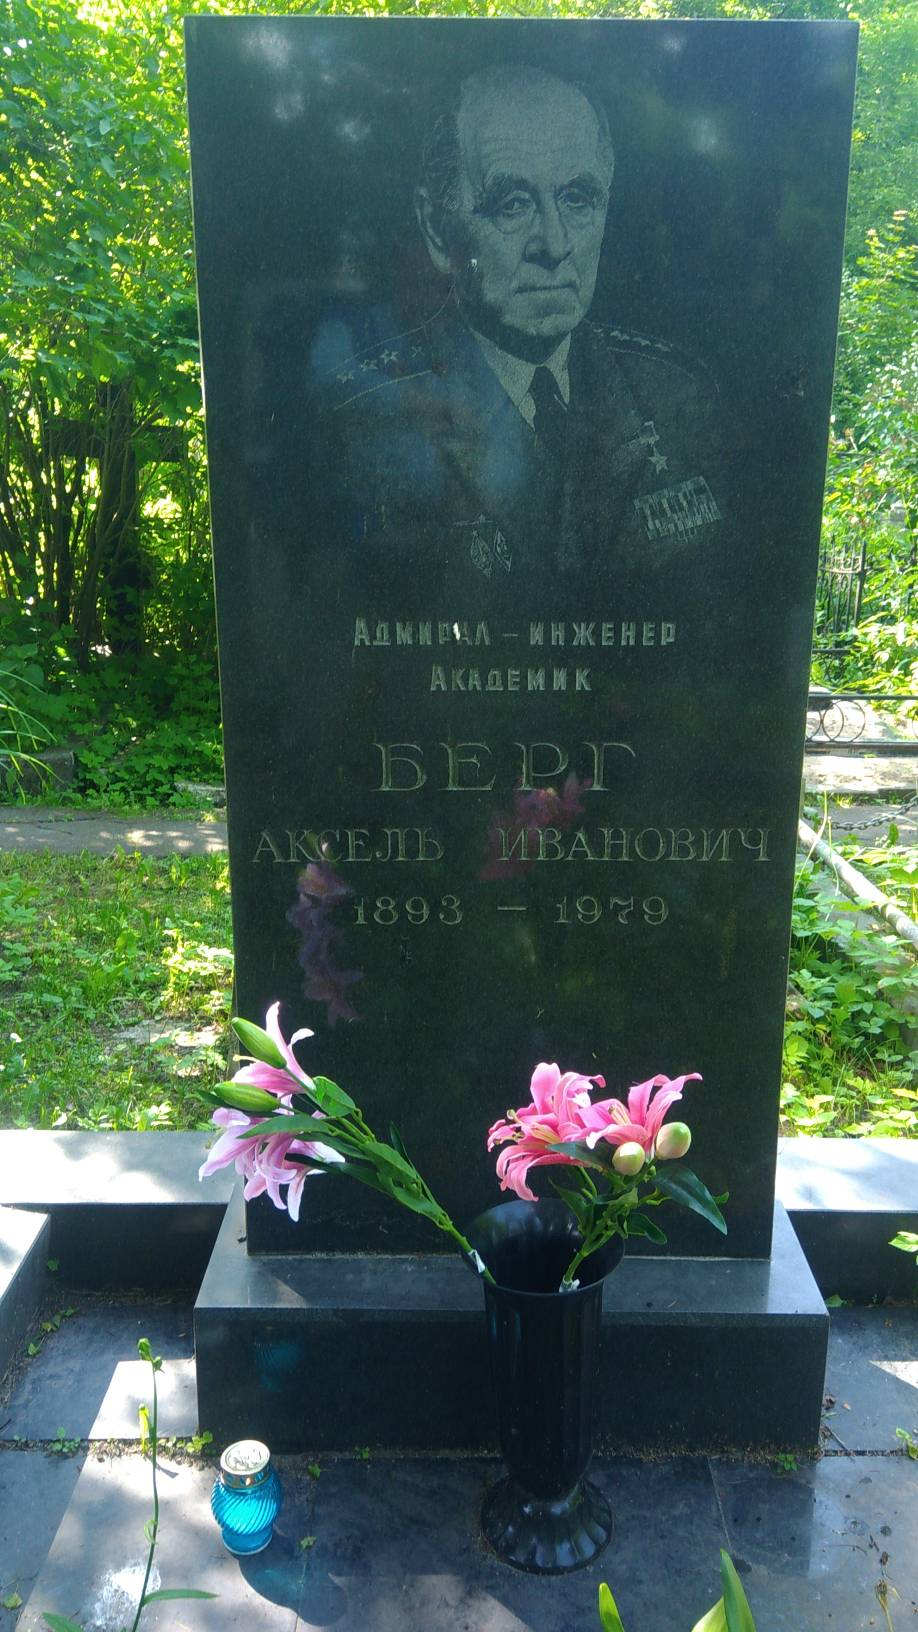 Адмирал - инженер
Академик
БЕРГ
АКСЕЛЬ ИВАНОВИЧ
1893 - 1979